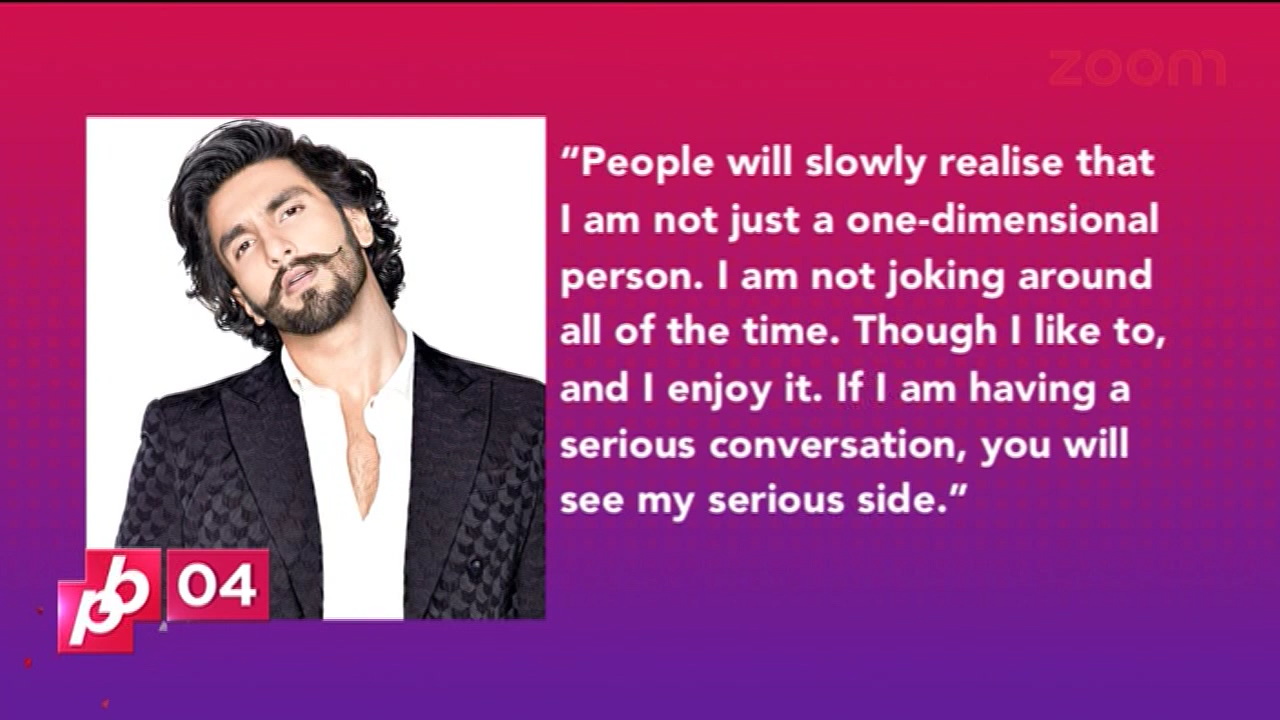 zoom
“People will slowly realise that
I am not just a one-dimensional
person. I am not joking around
all of the time. Though I like to,
and I enjoy it. If I am having a
serious conversation, you will
see my serious side.”
pb
04